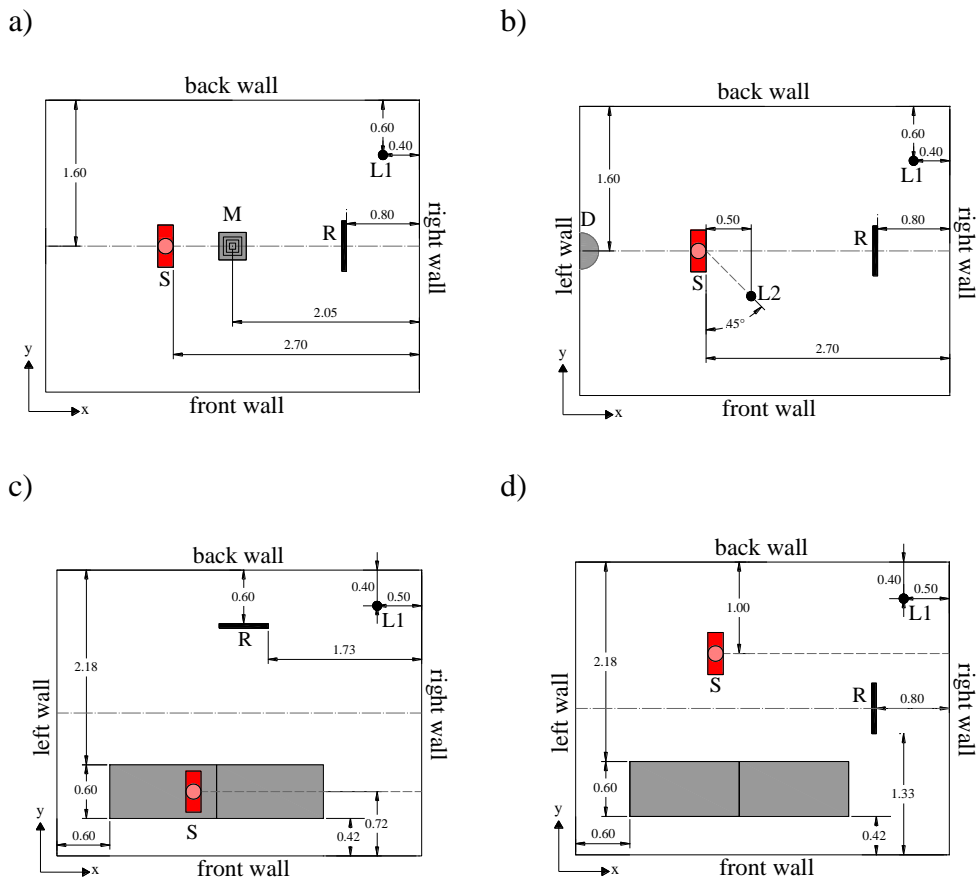 a)
back wall
0.60
0.40
1.60
L1
M
R
0.80
right wall
S
2.05
2.70
y
x
front wall
b)
back wall
0.60
0.40
1.60
L1
D
0.50
R
0.80
left wall
right wall
S
L2
45°
2.70
y
x
front wall
c)
back wall
0.40
0.60
0.50
L1
R
1.73
2.18
left wall
right wall
0.60
S
0.72
0.60
0.42
y
x
front wall
d)
back wall
0.40
0.50
1.00
L1
2.18
S
R
0.80
left wall
right wall
0.60
1.33
0.60
0.42
y
x
front wall